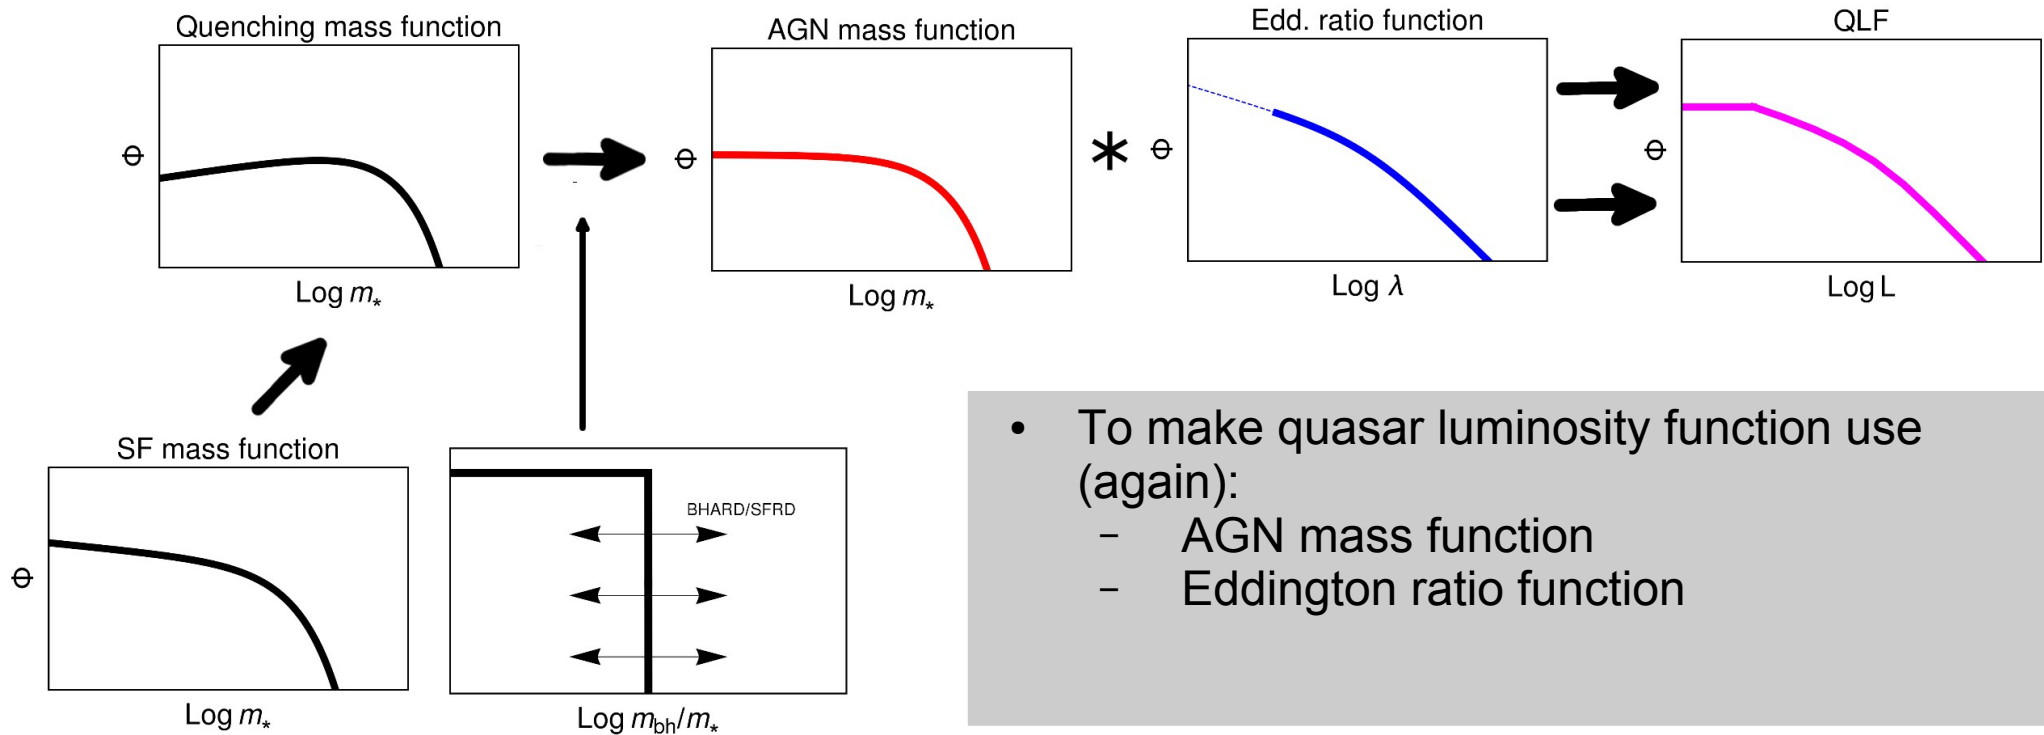 Quenching mass function
Φ
Log m*
AGN mass function
Φ
Log m*
*
Edd. ratio function
Φ
Log λ
QLF
Φ
Log L
SF mass function
Φ
Log m*
BHARD/SFRD
Log mbh/m*
• To make quasar luminosity function use
(again):
– AGN mass function
– Eddington ratio function